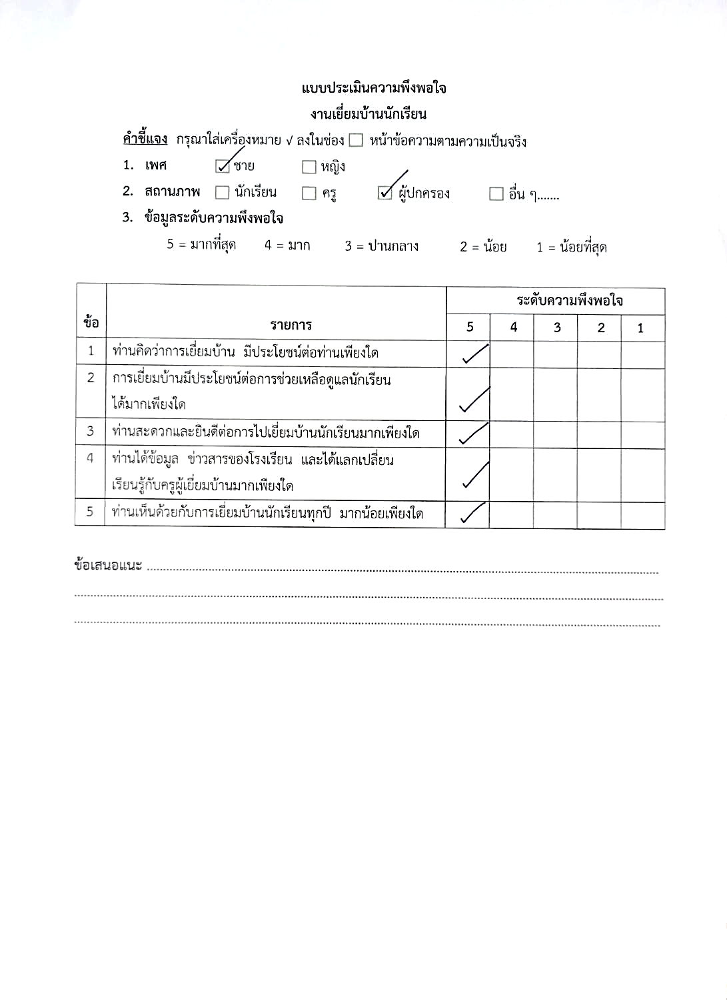 แบบประเมินความพึงพอใจ
งานเยี่ยมบ้านนักเรียน
คำชี้แจง กรุณาใส่เครื่องหมาย √ ลงในช่อง ☐ หน้าข้อความตามความเป็นจริง
1. เพศ ☑ ชาย ☐ หญิง
2. สถานภาพ ☐ นักเรียน ☐ ครู ☑ ผู้ปกครอง ☐ อื่น ๆ.......
3. ข้อมูลระดับความพึงพอใจ
5 = มากที่สุด 4 = มาก 3 = ปานกลาง 2 = น้อย 1 = น้อยที่สุด
ระดับความพึงพอใจ
ข้อ รายการ 5 4 3 2 1
1 ท่านคิดว่าการเยี่ยมบ้าน มีประโยชน์ต่อท่านเพียงใด ✓
2 การเยี่ยมบ้านมีประโยชน์ต่อการช่วยเหลือดูแลนักเรียน
ได้มากเพียงใด ✓
3 ท่านสะดวกและยินดีต่อการไปเยี่ยมบ้านนักเรียนมากเพียงใด ✓
4 ท่านได้ข้อมูล ข่าวสารของโรงเรียน และได้แลกเปลี่ยน
เรียนรู้กับครูผู้เยี่ยมบ้านมากเพียงใด ✓
5 ท่านเห็นด้วยกับการเยี่ยมบ้านนักเรียนทุกปี มากน้อยเพียงใด ✓
ข้อเสนอแนะ